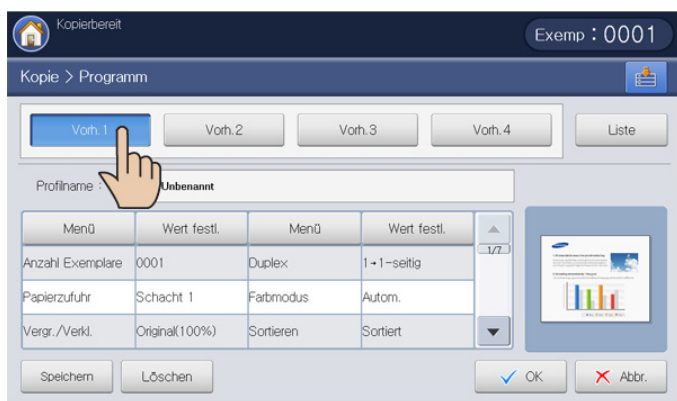 Kopierbereit
Exemp : 0001
Kopie > Programm
Vorh. 1 Vorh. 2 Vorh. 3 Vorh. 4 Liste
Profilname : Unbenannt
Menü Wert festl. Menü Wert festl.
1/7
Anzahl Exemplare 0001 Duplex 1→1-seitig
Papierzufuhr Schacht 1 Farbmodus Autom.
Vergr./Verkl. Original(100%) Sortieren Sortiert
Speichern Löschen OK Abbr.